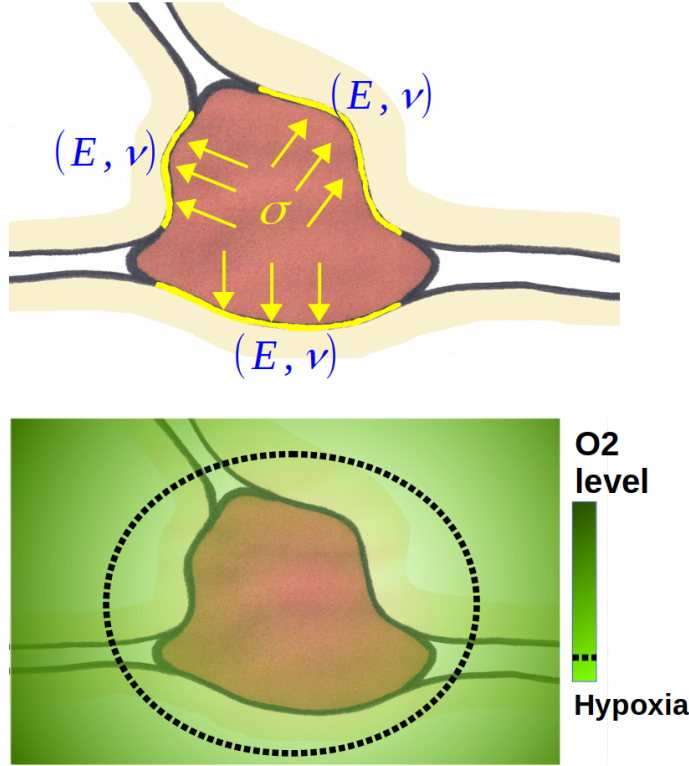 (E, ν)
(E, ν)
σ
(E, ν)
O2
level
Hypoxia